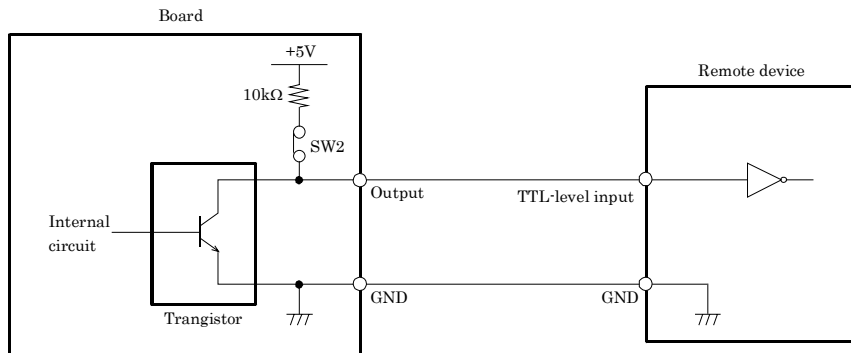 Board
+5V
10kΩ
SW2
Remote device
Output
TTL-level input
Internal
circuit
GND
GND
Trangistor